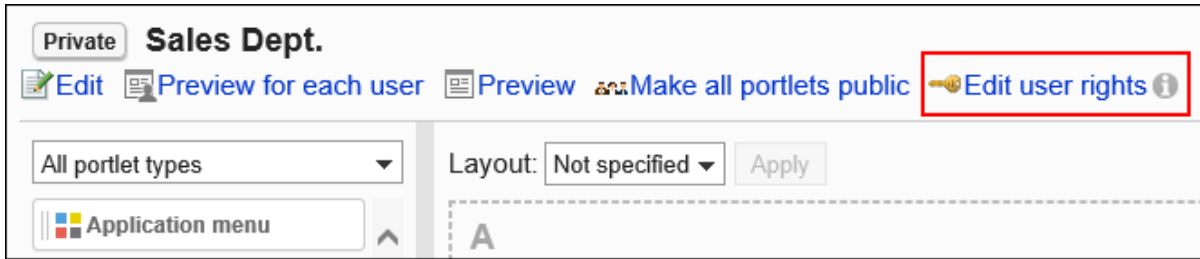 Private Sales Dept.
Edit Preview for each user Preview Make all portlets public Edit user rights
All portlet types Layout: Not specified Apply
Application menu A